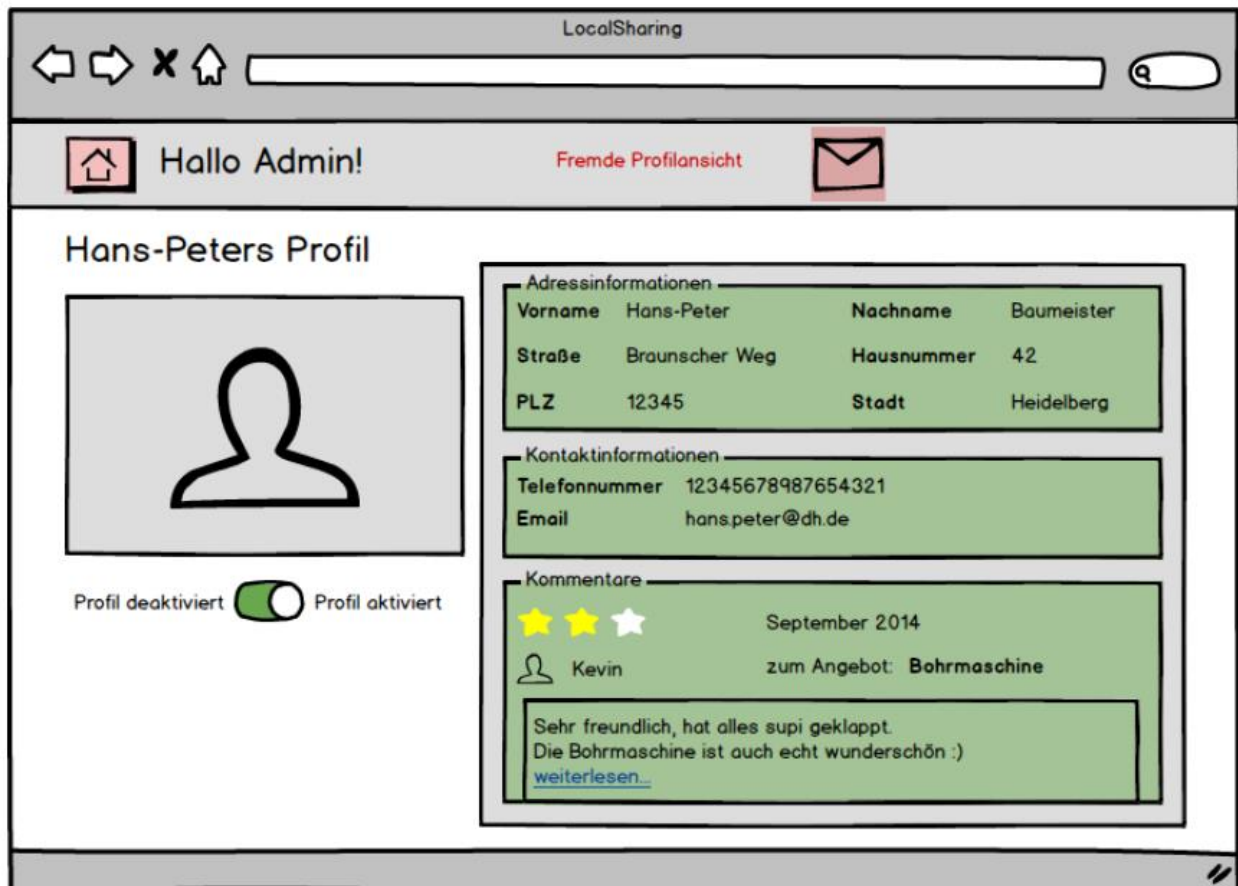 LocalSharing
Hallo Admin!
Fremde Profilansicht
Hans-Peters Profil
Profil deaktiviert
Profil aktiviert
Adressinformationen
Vorname Hans-Peter Nachname Baumeister
Straße Braunscher Weg Hausnummer 42
PLZ 12345 Stadt Heidelberg
Kontaktinformationen
Telefonnummer 12345678987654321
Email hans.peter@dh.de
Kommentare
September 2014
Kevin zum Angebot: Bohrmaschine
Sehr freundlich, hat alles supi geklappt.
Die Bohrmaschine ist auch echt wunderschön :)
weiterlesen...